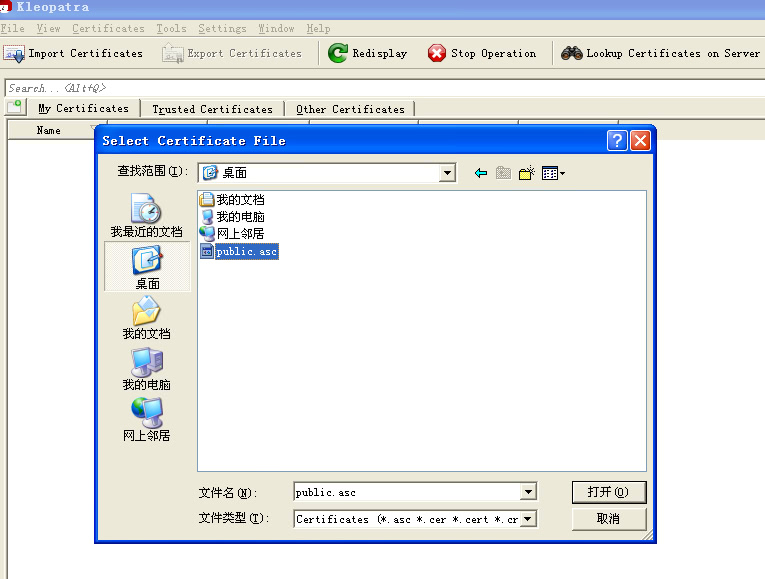 Kleopatra
File View Certificates Tools Settings Window Help
Import Certificates Export Certificates Redisplay Stop Operation Lookup Certificates on Server
Search...<Alt+Q>
My Certificates Trusted Certificates Other Certificates
Name
Select Certificate File
查找范围(I): 桌面
我最近的文档
桌面
我的文档
我的电脑
网上邻居
我的文档
我的电脑
网上邻居
public.asc
文件名(N): public.asc 打开(O)
文件类型(T): Certificates (*.asc *.cer *.cert *.cr 取消